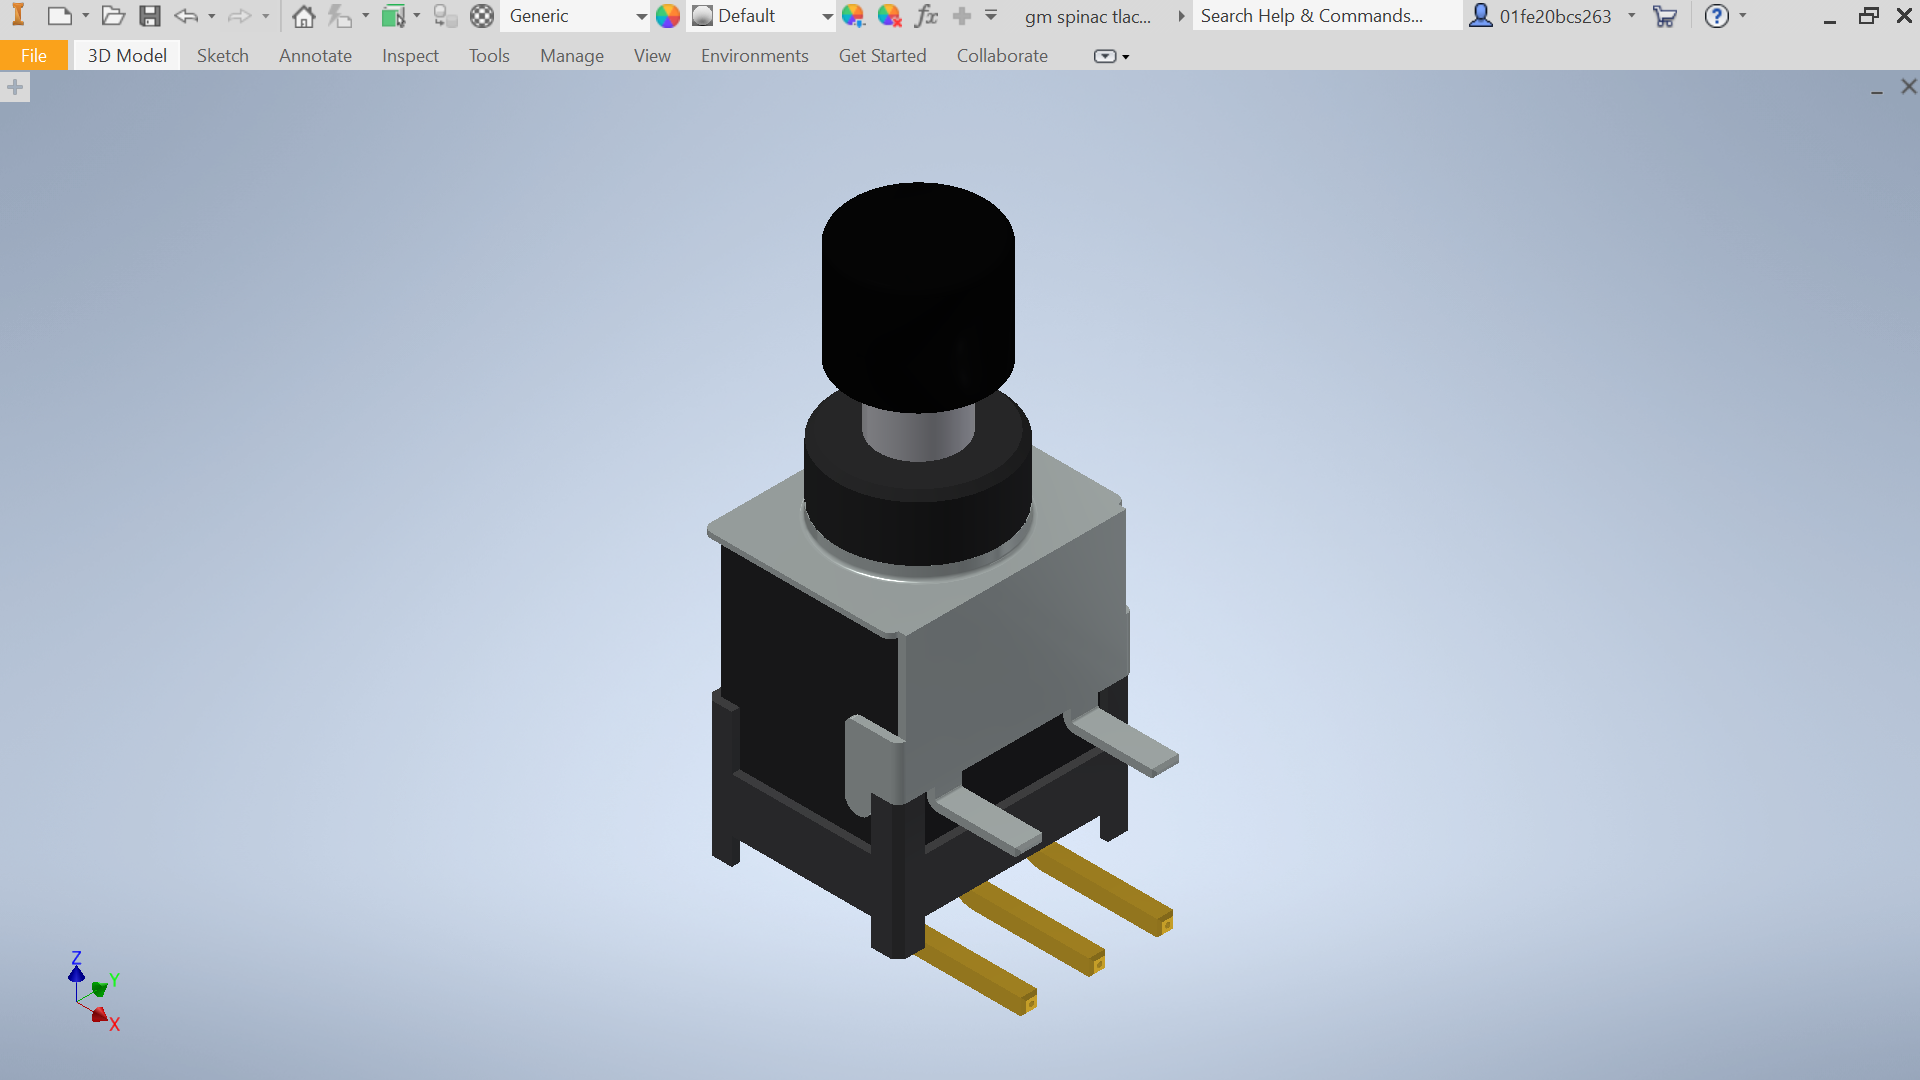 Generic Default fx gm spinac tlac... Search Help & Commands... 01fe20bcs263 ?
File 3D Model Sketch Annotate Inspect Tools Manage View Environments Get Started Collaborate
Z
Y
X